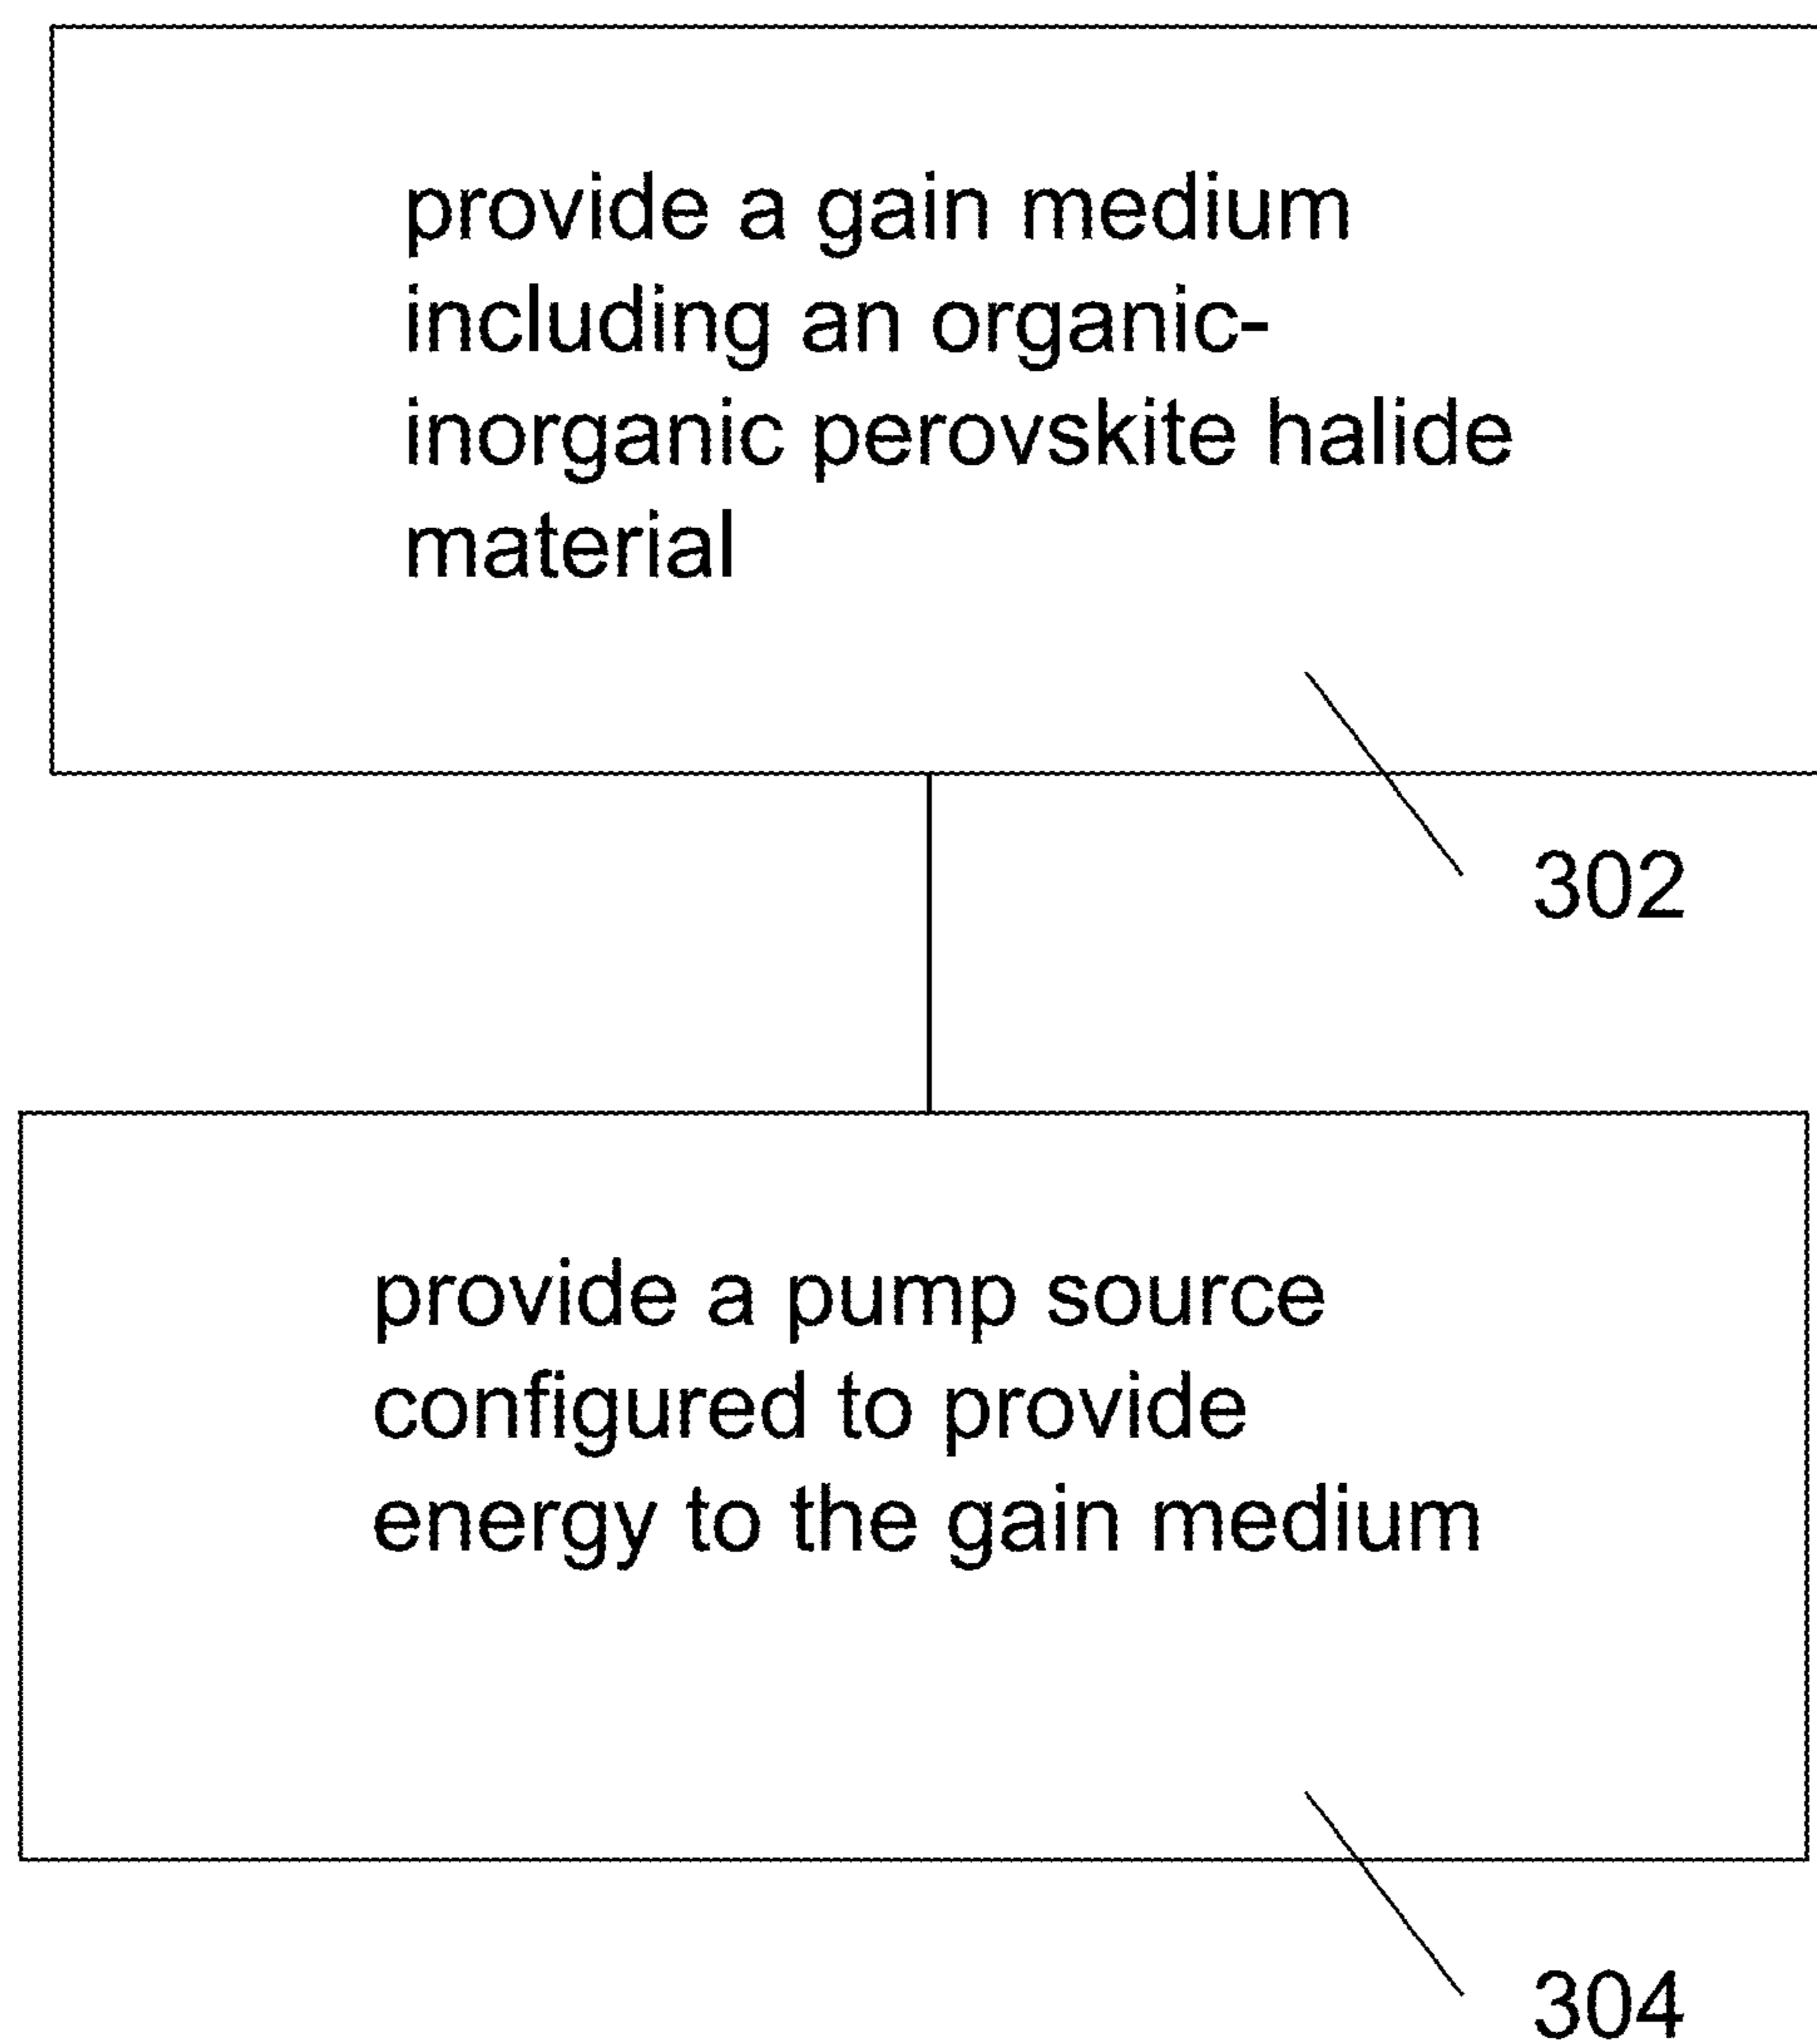 provide a gain medium
including an organic-
inorganic perovskite halide
material
302
provide a pump source
configured to provide
energy to the gain medium
304